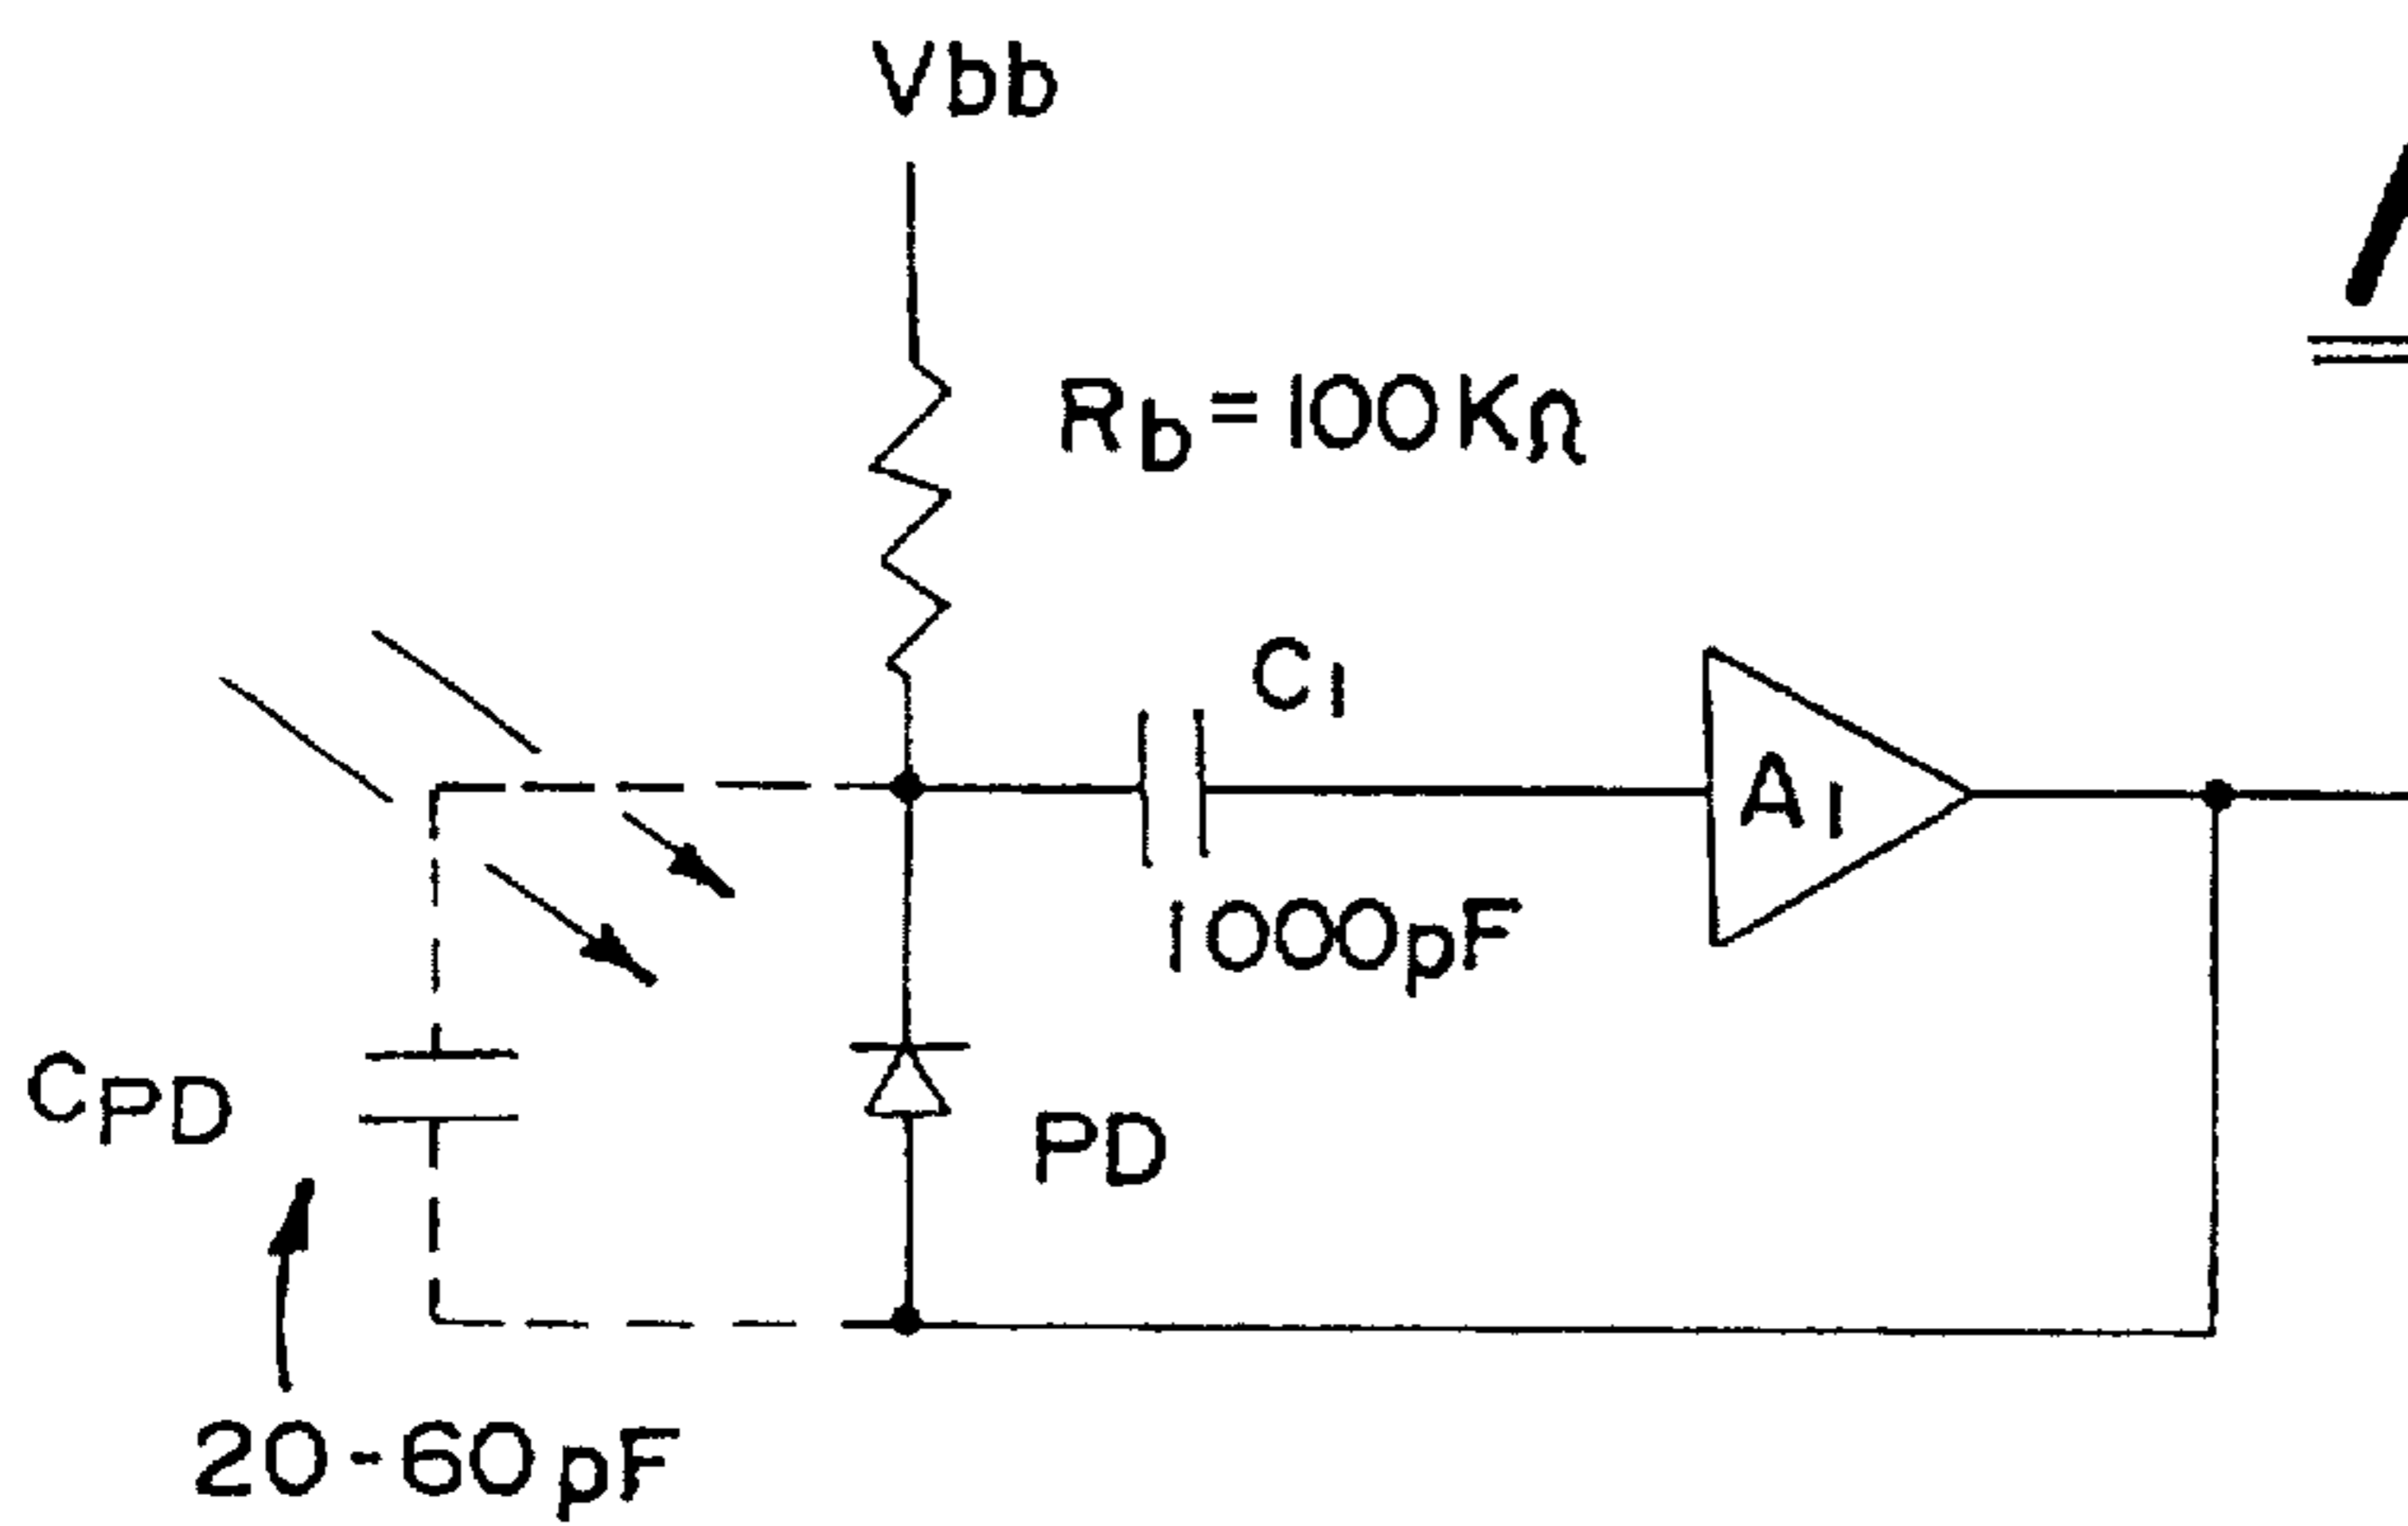 Vbb
Rb=100KΩ
C1
A1
1000pF
CPD
PD
20-60pF